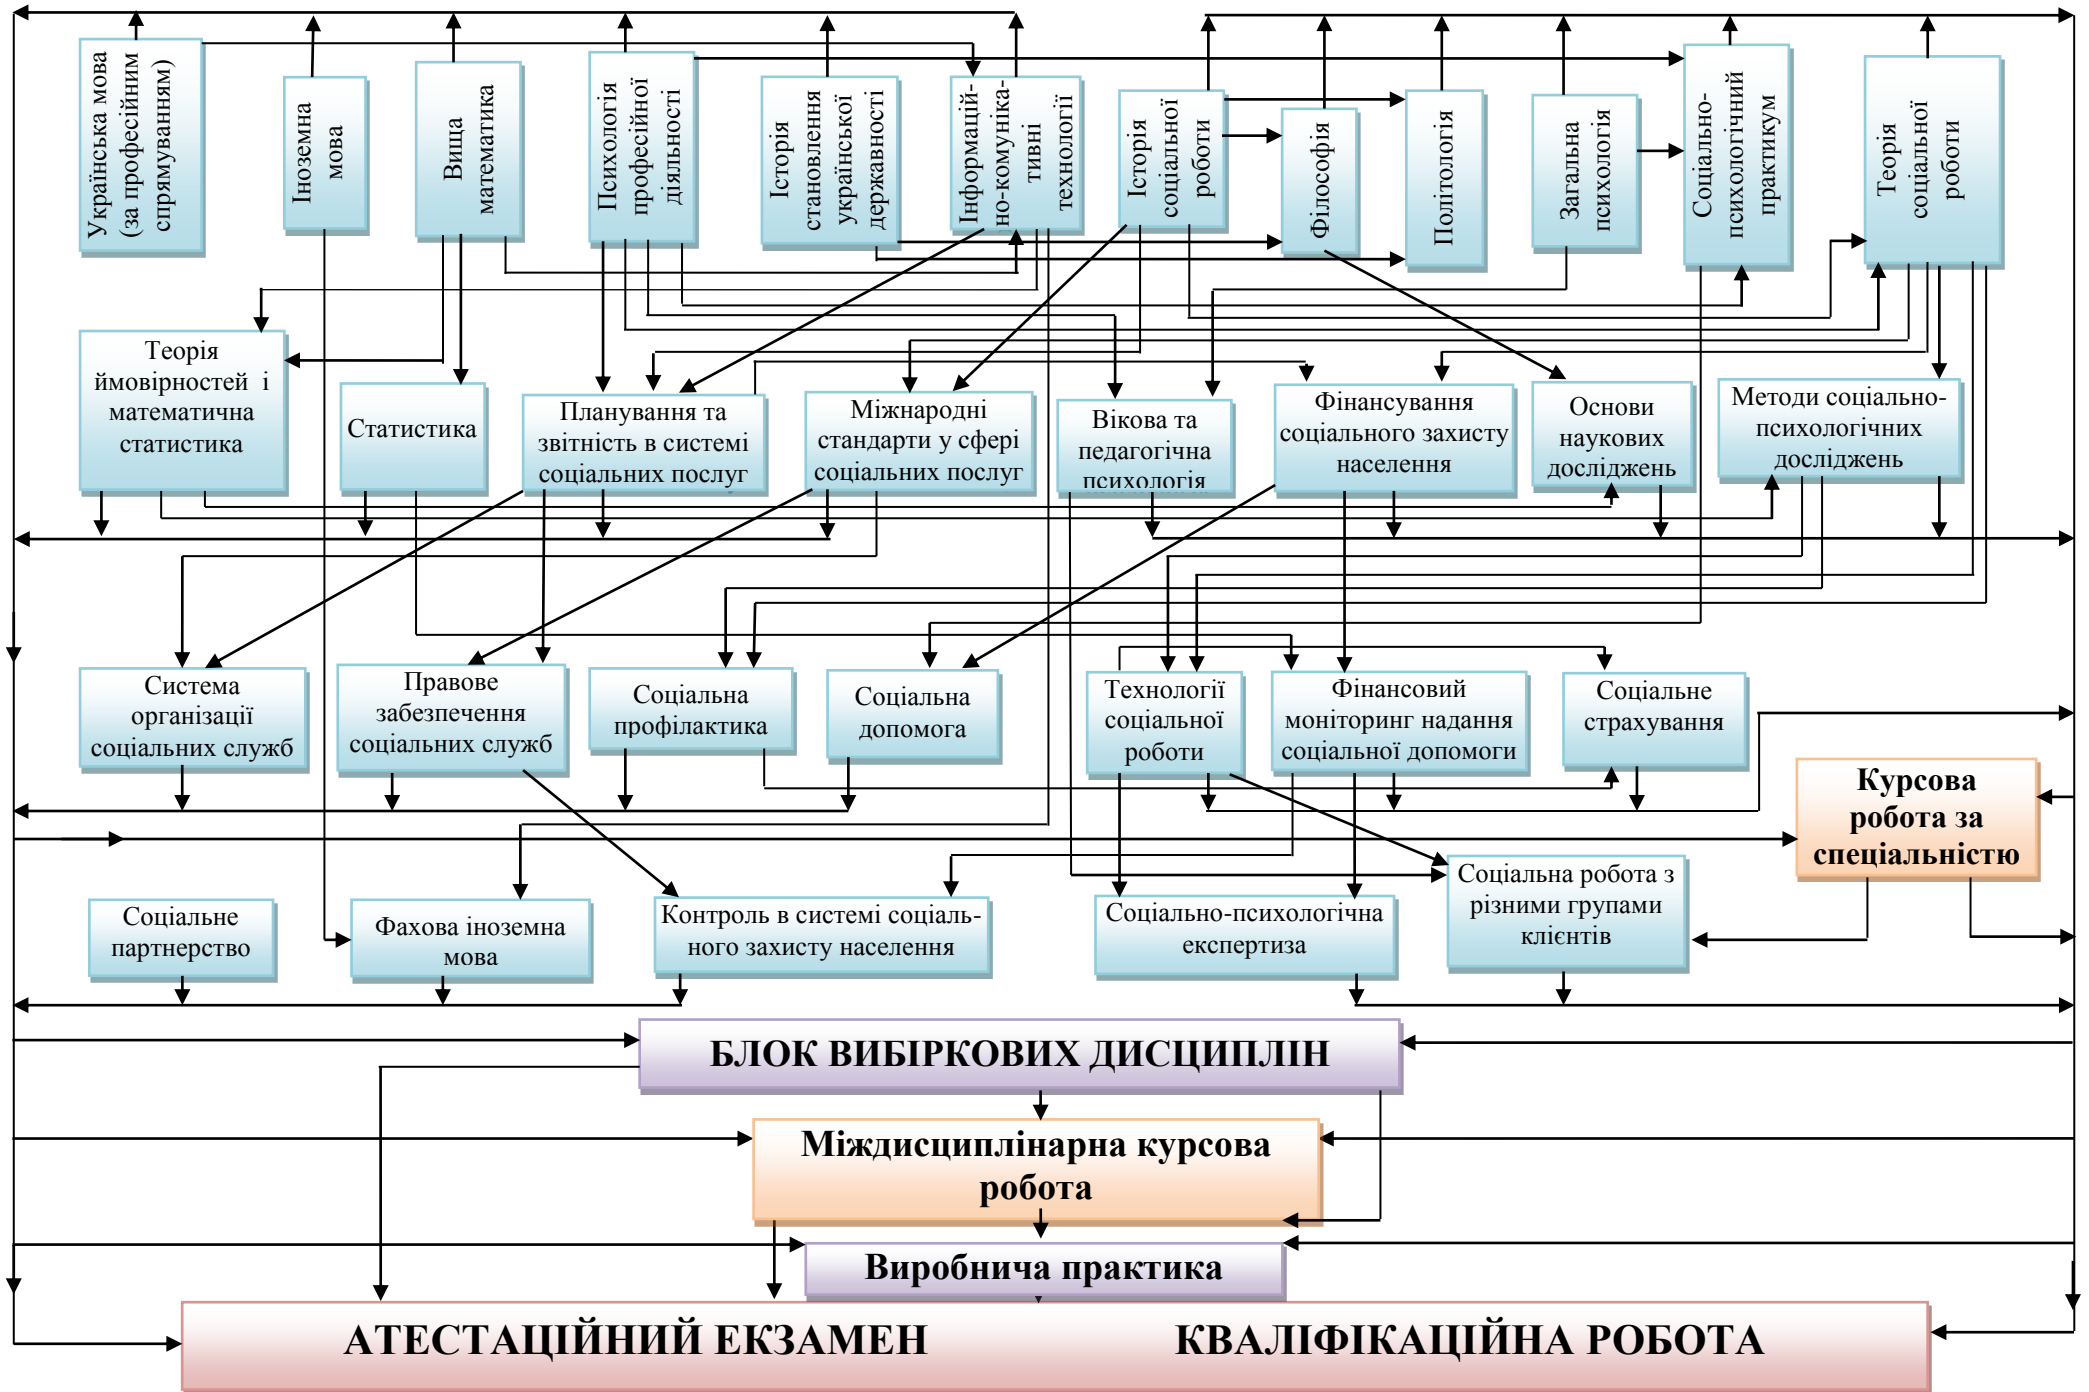 Українська мова
(за професійним
спрямуванням)
Іноземна
мова
Вища
математика
Психологія
професійної
діяльності
Історія
становлення
української
державності
Інформацій-
но-комуніка-
тивні
технології
Історія
соціальної
роботи
Філософія
Політологія
Загальна
психологія
Соціально-
психологічний
практикум
Теорія
соціальної
роботи
Теорія
ймовірностей і
математична
статистика
Статистика
Планування та
звітність в системі
соціальних послуг
Міжнародні
стандарти у сфері
соціальних послуг
Вікова та
педагогічна
психологія
Фінансування
соціального захисту
населення
Основи
наукових
досліджень
Методи соціально-
психологічних
досліджень
Система
організації
соціальних служб
Правове
забезпечення
соціальних служб
Соціальна
профілактика
Соціальна
допомога
Технології
соціальної
роботи
Фінансовий
моніторинг надання
соціальної допомоги
Соціальне
страхування
Курсова
робота за
спеціальністю
Соціальне
партнерство
Фахова іноземна
мова
Контроль в системі соціаль-
ного захисту населення
Соціально-психологічна
експертиза
Соціальна робота з
різними групами
клієнтів
БЛОК ВИБІРКОВИХ ДИСЦИПЛІН
Міждисциплінарна курсова
робота
Виробнича практика
АТЕСТАЦІЙНИЙ ЕКЗАМЕН КВАЛІФІКАЦІЙНА РОБОТА